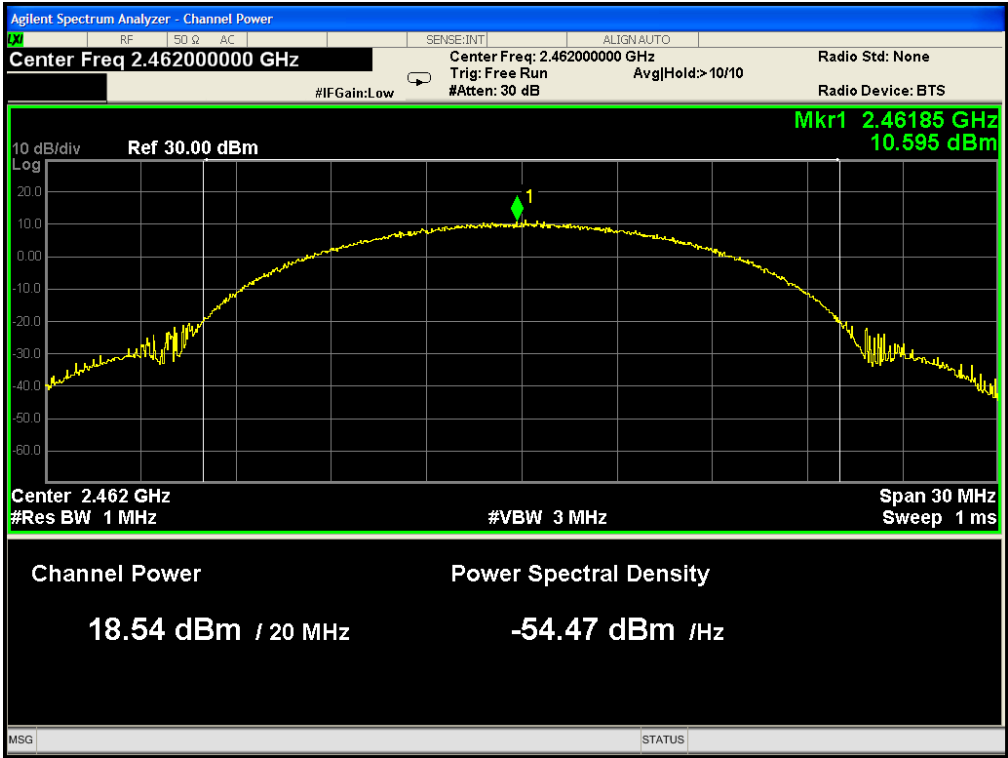 Agilent Spectrum Analyzer - Channel Power
LXI RF 50 Ω AC SENSE:INT ALIGN AUTO
Center Freq 2.462000000 GHz
Center Freq: 2.462000000 GHz
Radio Std: None
Trig: Free Run Avg|Hold:>10/10
#IFGain:Low #Atten: 30 dB
Radio Device: BTS
Mkr1 2.46185 GHz
10.595 dBm
10 dB/div Ref 30.00 dBm
Log
20.0
1
10.0
0.00
-10.0
-20.0
-30.0
-40.0
-50.0
-60.0
Center 2.462 GHz Span 30 MHz
#Res BW 1 MHz #VBW 3 MHz Sweep 1 ms
Channel Power Power Spectral Density
18.54 dBm / 20 MHz -54.47 dBm /Hz
MSG STATUS